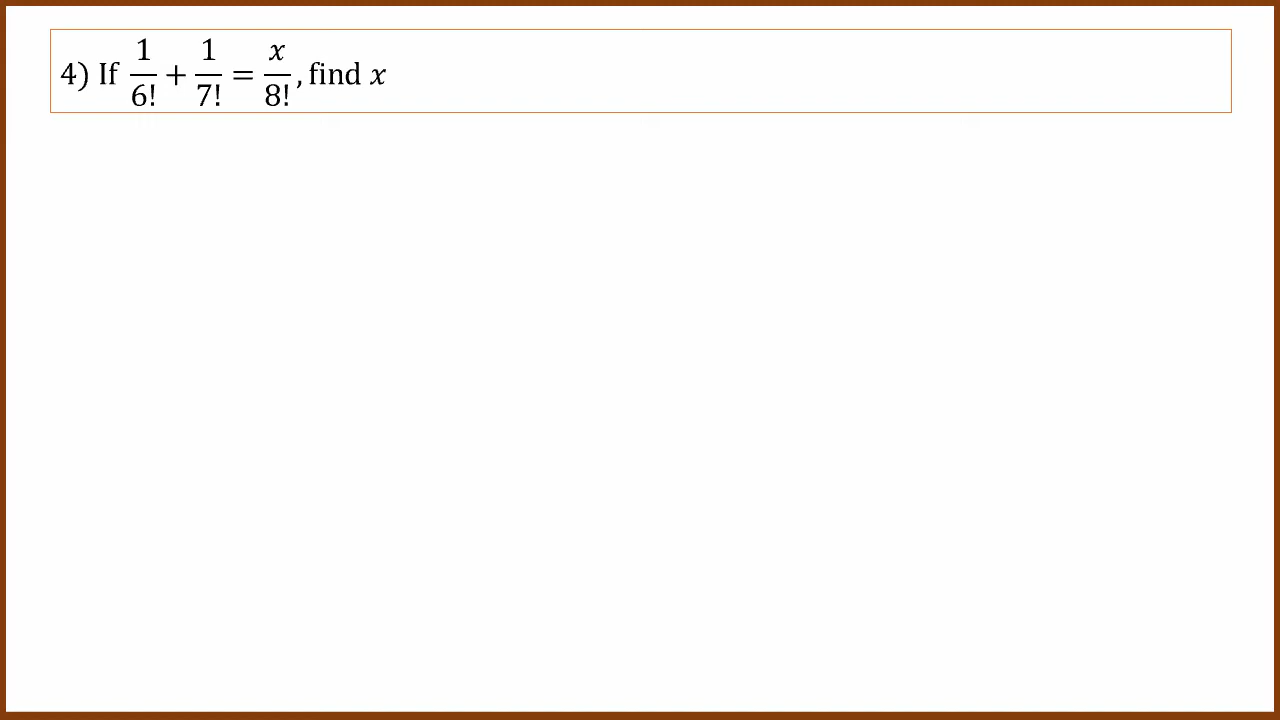 4) If 1/6! + 1/7! = x/8!, find x